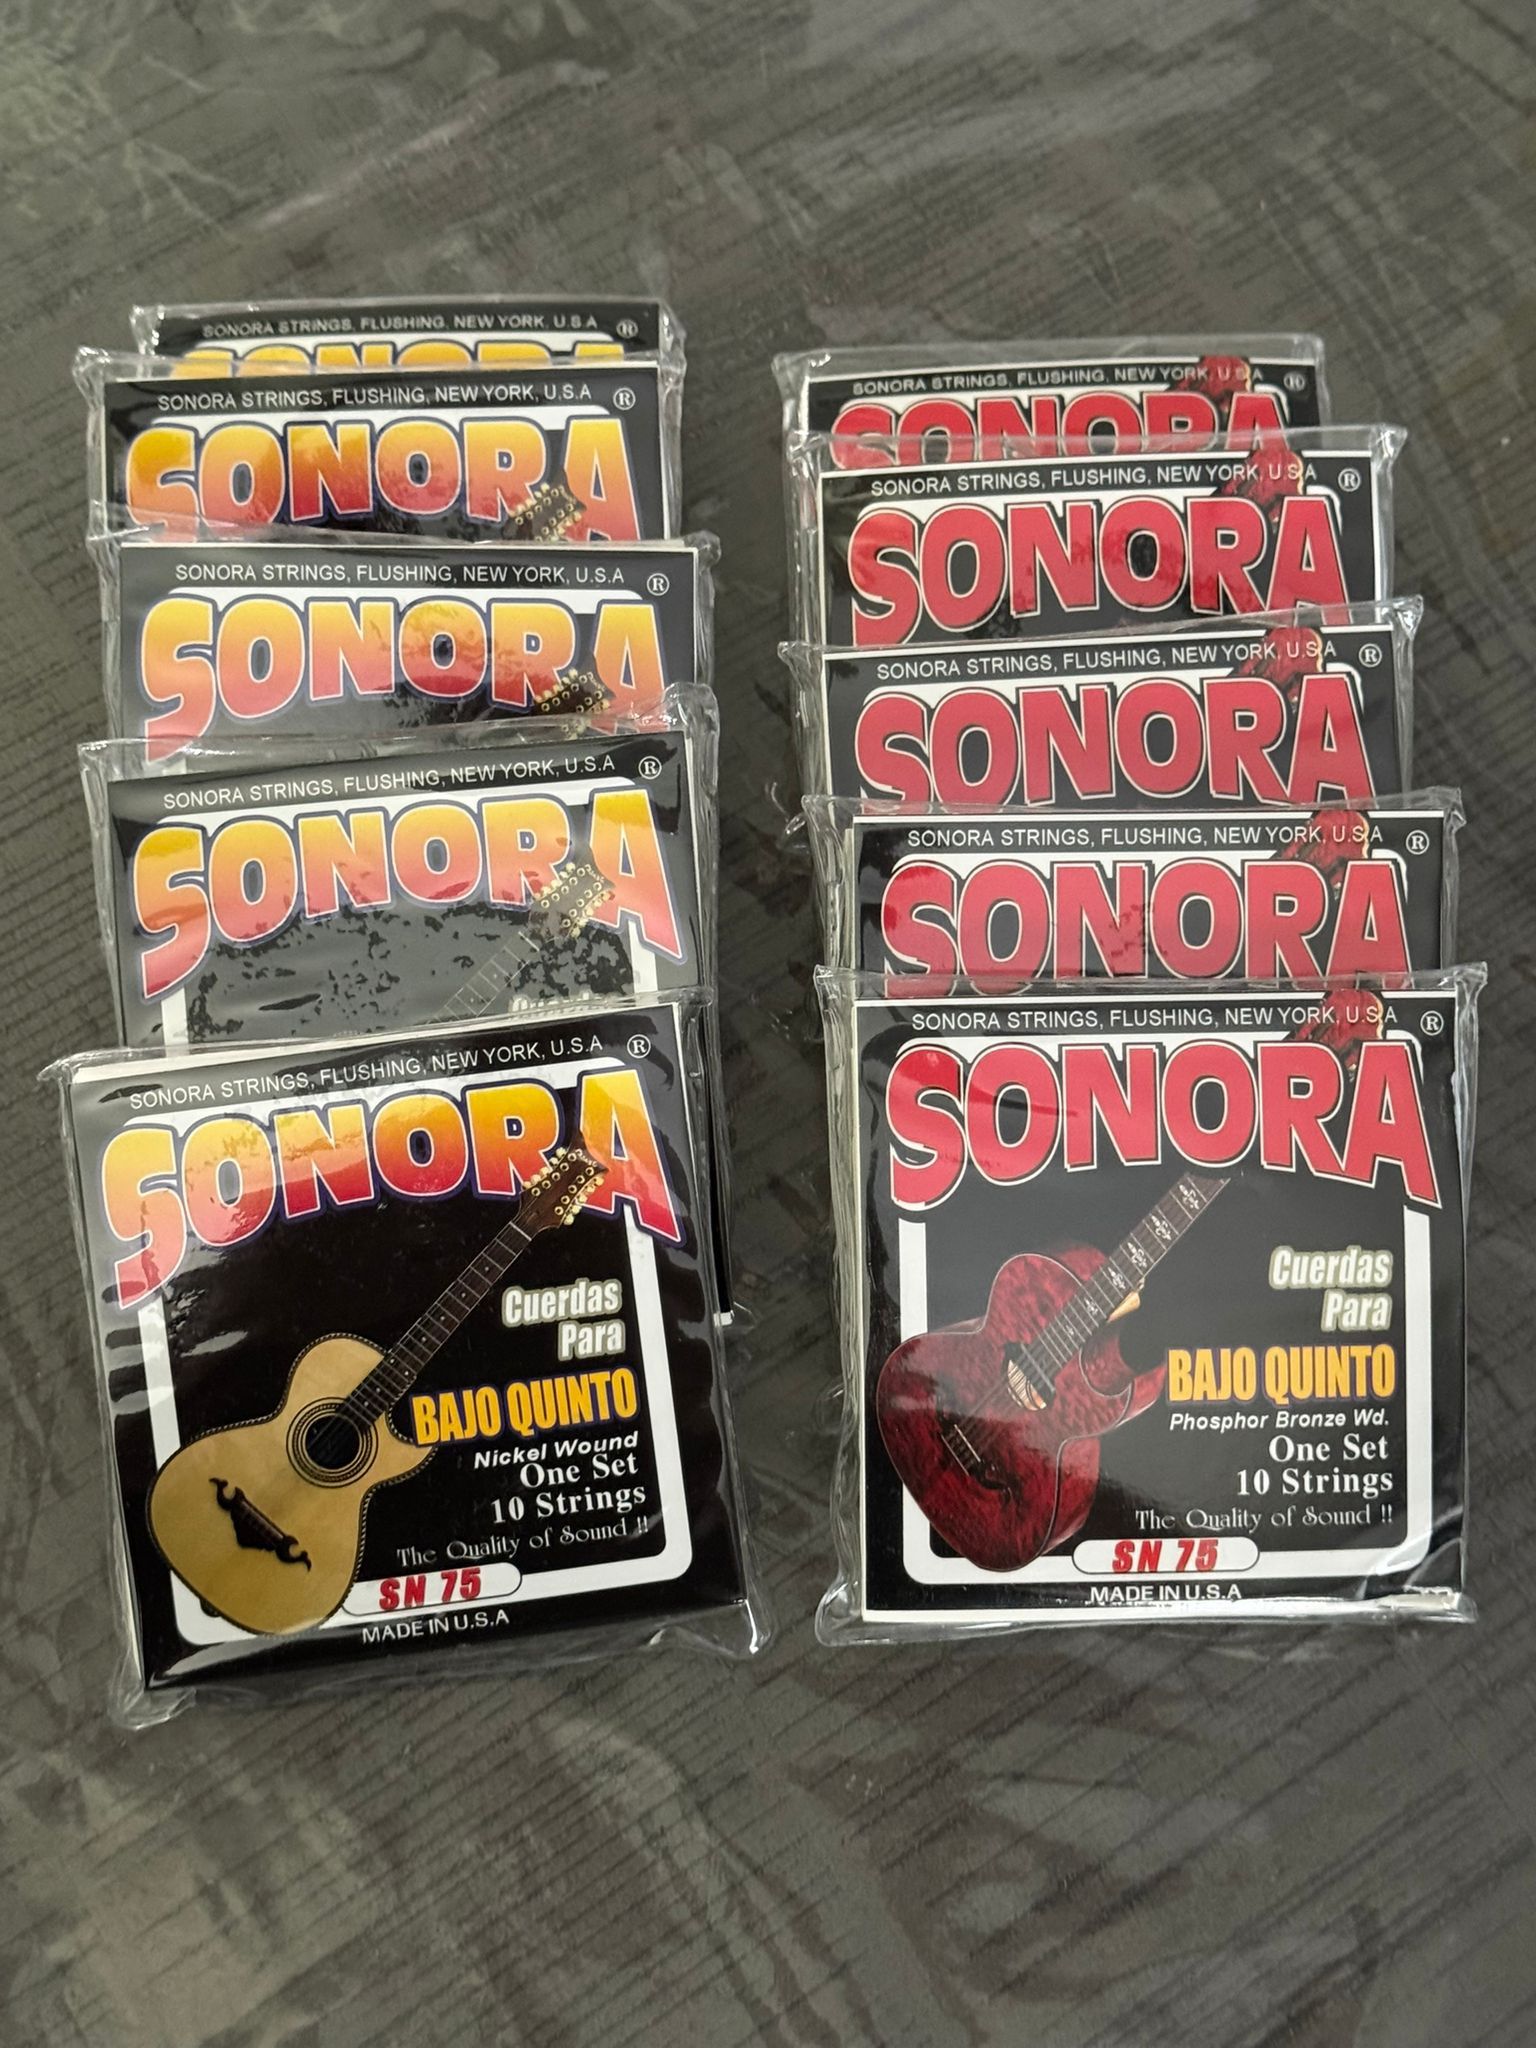 SONORA STRINGS, FLUSHING, NEW YORK, U.S.A ®
SONORA
SONORA STRINGS, FLUSHING, NEW YORK, U.S.A ®
SONORA
SONORA STRINGS, FLUSHING, NEW YORK, U.S.A ®
SONORA
SONORA STRINGS, FLUSHING, NEW YORK, U.S.A ®
SONORA
Cuerdas
SONORA STRINGS, FLUSHING, NEW YORK, U.S.A ®
SONORA
Cuerdas
Para
BAJO QUINTO
Nickel Wound
One Set
10 Strings
The Quality of Sound !!
SN 75
MADE IN U.S.A
SONORA STRINGS, FLUSHING, NEW YORK, U.S.A ®
SONORA
SONORA STRINGS, FLUSHING, NEW YORK, U.S.A ®
SONORA
SONORA STRINGS, FLUSHING, NEW YORK, U.S.A ®
SONORA
SONORA STRINGS, FLUSHING, NEW YORK, U.S.A ®
SONORA
SONORA STRINGS, FLUSHING, NEW YORK, U.S.A ®
SONORA
Cuerdas
Para
BAJO QUINTO
Phosphor Bronze Wd.
One Set
10 Strings
The Quality of Sound !!
SN 75
MADE IN U.S.A